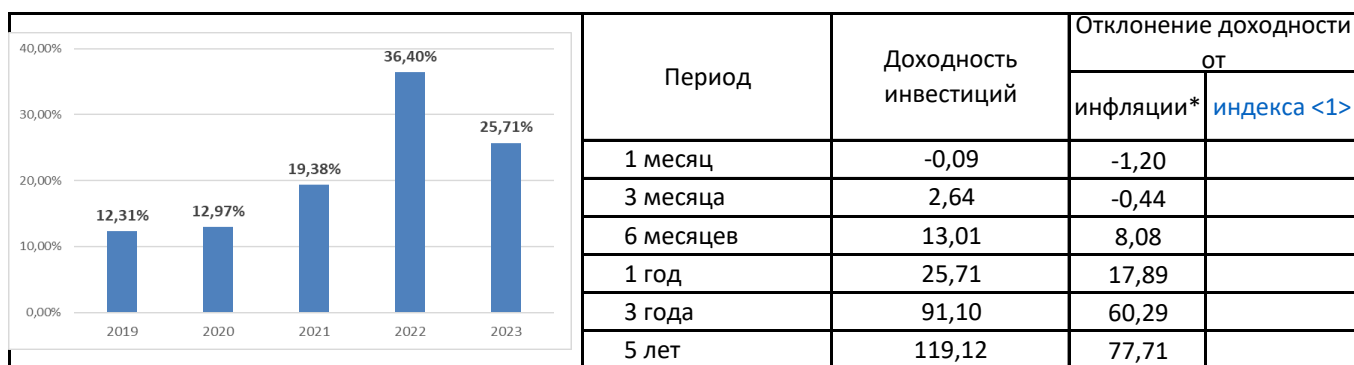 40,00%
30,00%
20,00%
10,00%
0,00%
12,31%
12,97%
19,38%
36,40%
25,71%
2019 2020 2021 2022 2023
Период
Доходность
инвестиций
Отклонение доходности
от
инфляции* индекса <1>
1 месяц -0,09 -1,20
3 месяца 2,64 -0,44
6 месяцев 13,01 8,08
1 год 25,71 17,89
3 года 91,10 60,29
5 лет 119,12 77,71